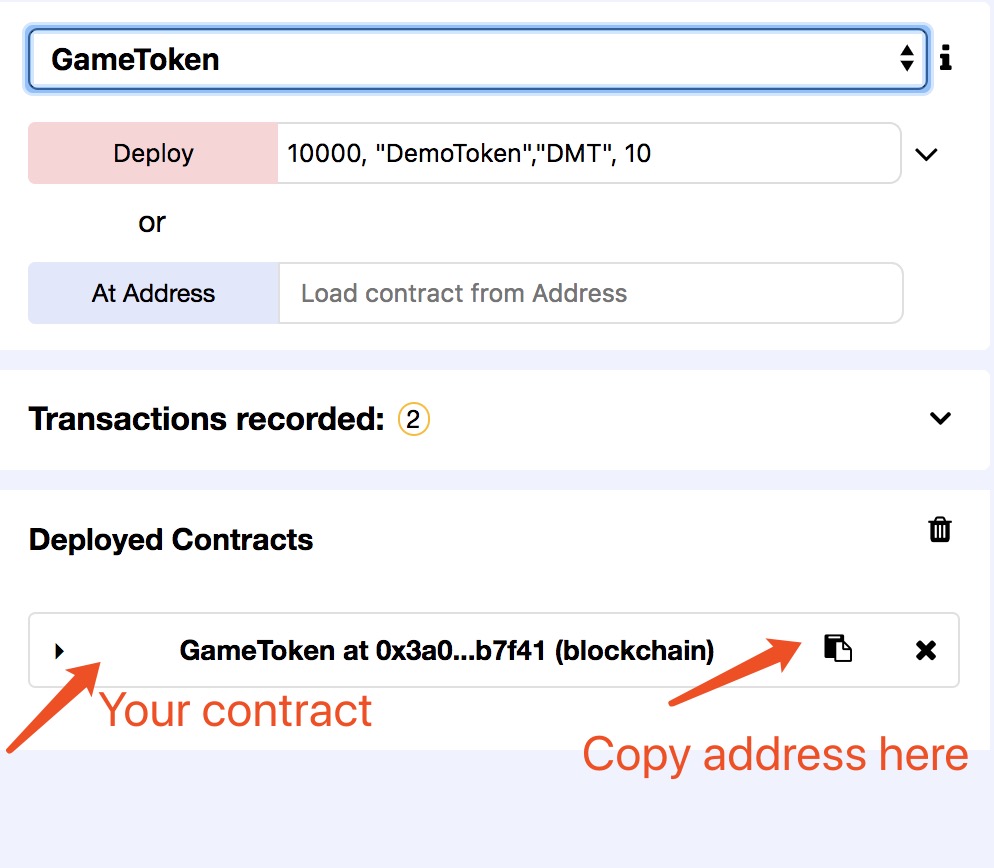 GameToken
Deploy 10000, "DemoToken","DMT", 10
or
At Address Load contract from Address
Transactions recorded: 2
Deployed Contracts
GameToken at 0x3a0...b7f41 (blockchain)
Your contract
Copy address here